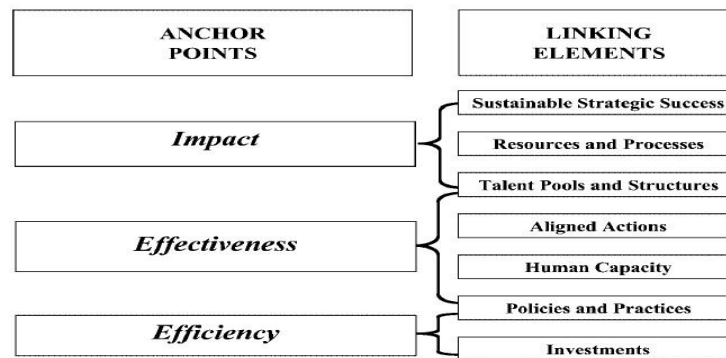 ANCHOR
POINTS
LINKING
ELEMENTS
Impact
Sustainable Strategic Success
Resources and Processes
Talent Pools and Structures
Effectiveness
Aligned Actions
Human Capacity
Policies and Practices
Efficiency
Investments